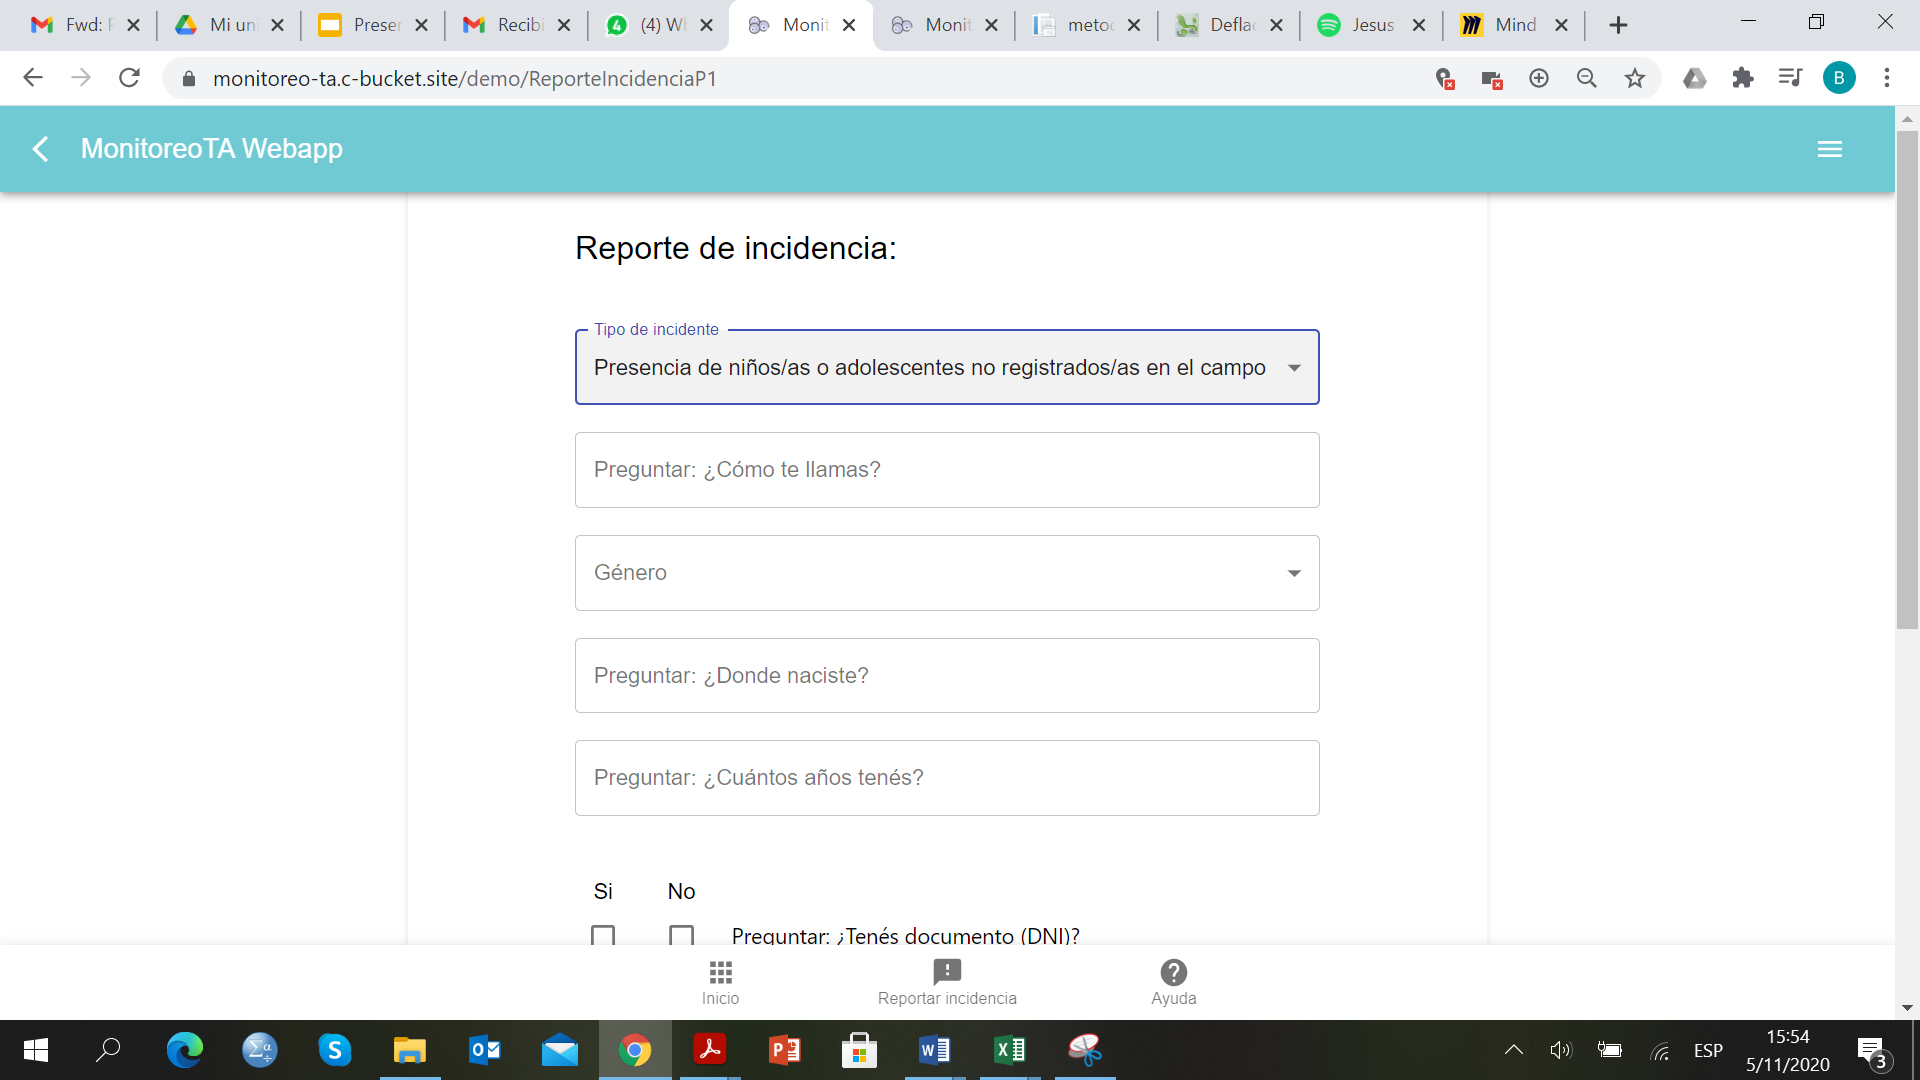 Fwd: F
Mi uni
Preser
Recibi
(4) W
Monit
Monit
metoc
Deflac
Jesus
Mind
monitoreo-ta.c-bucket.site/demo/ReporteIncidenciaP1
B
MonitoreoTA Webapp
Reporte de incidencia:
Tipo de incidente
Presencia de niños/as o adolescentes no registrados/as en el campo
Preguntar: ¿Cómo te llamas?
Género
Preguntar: ¿Donde naciste?
Preguntar: ¿Cuántos años tenés?
Si No
Preguntar: ¿Tenés documento (DNI)?
Inicio
Reportar incidencia
Ayuda
ESP
15:54
5/11/2020
3